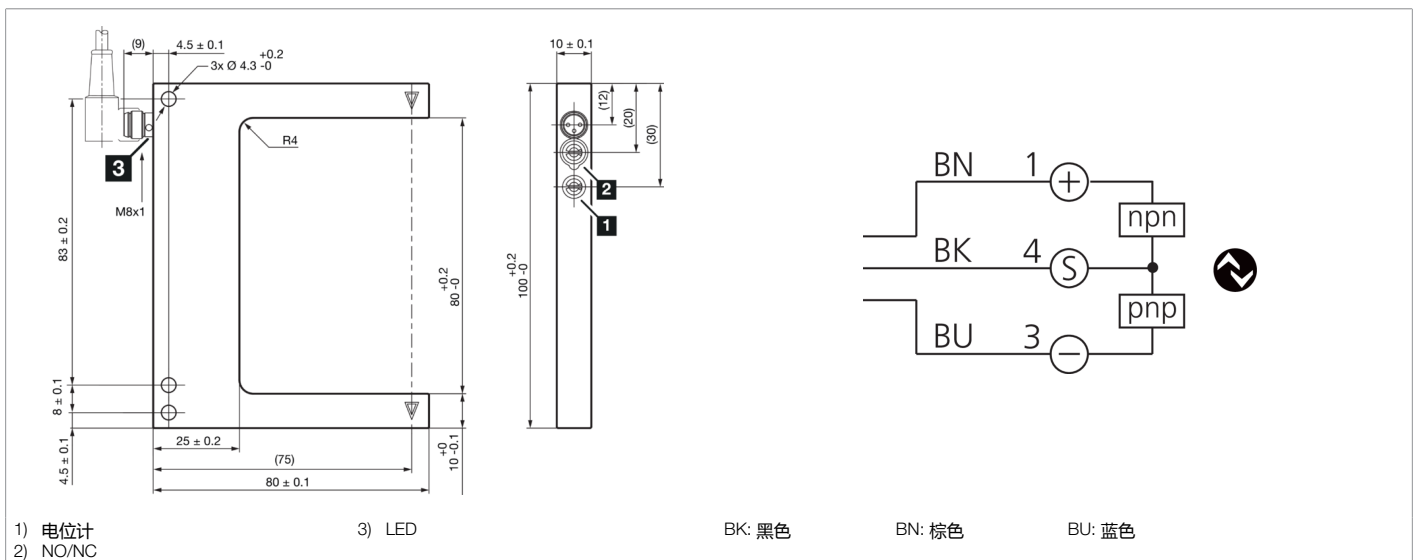 (9)
4.5 ± 0.1
3x Ø 4.3 +0.2 -0
R4
3
M8x1
83 ± 0.2
8 ± 0.1
4.5 ± 0.1
25 ± 0.2
(75)
80 ± 0.1
80 +0.2 -0
10 +0 -0.1
10 ± 0.1
(12)
(20)
(30)
2
1
100 +0.2 -0
BN 1 +
npn
BK 4 S
pnp
BU 3 −
1) 电位计
2) NO/NC
3) LED
BK: 黑色
BN: 棕色
BU: 蓝色